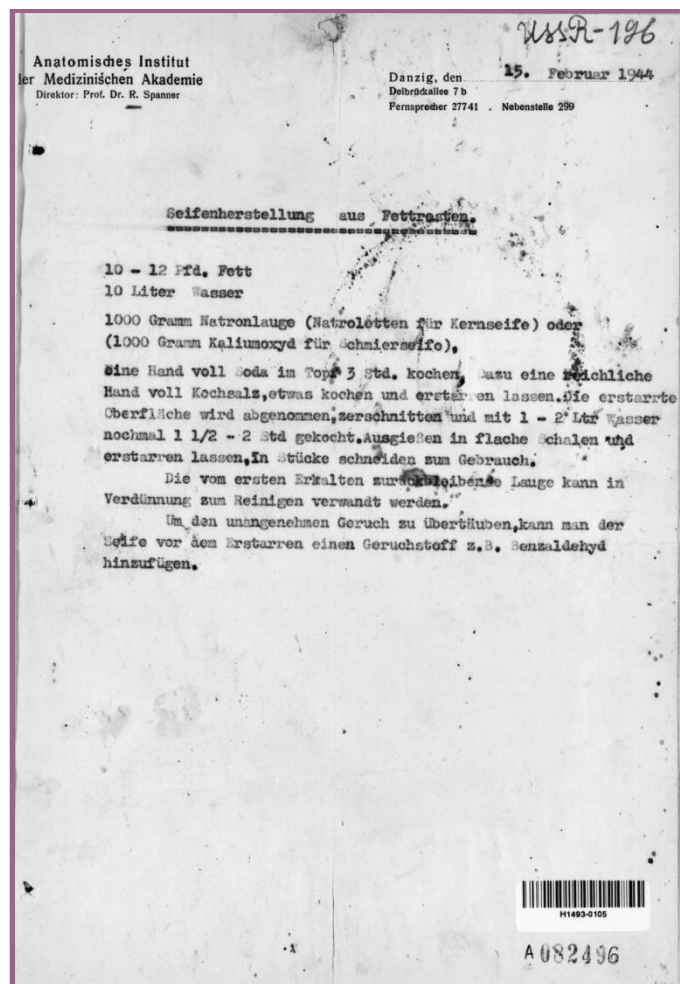 USSR-196
Anatomisches Institut
der Medizinischen Akademie
Direktor: Prof. Dr. R. Spanner
Danzig, den 15. Februar 1944
Delbrückallee 7 b
Fernsprecher 27741 . Nebenstelle 299
Seifenherstellung aus Fettresten.
10 - 12 Pfd. Fett
10 Liter Wasser
1000 Gramm Natronlauge (Natroletten für Kernseife) oder
(1000 Gramm Kaliumoxyd für Schmierseife),
eine Hand voll Soda im Topf 3 Std. kochen, Dazu eine reichliche
Hand voll Kochsalz,etwas kochen und erstarren lassen.Die erstarrte
Oberfläche wird abgenommen,zerschnitten und mit 1 - 2 Ltr Wasser
nochmal 1 1/2 - 2 Std gekocht.Ausgießen in flache Schalen und
erstarren lassen,In Stücke schneiden zum Gebrauch.
Die vom ersten Erkalten zurückbleibende Lauge kann in
Verdünnung zum Reinigen verwandt werden.
Um den unangenehmen Geruch zu übertäuben,kann man der
Seife vor dem Erstarren einen Geruchstoff z.B. Benzaldehyd
hinzufügen.
H1493-0105
A 082496